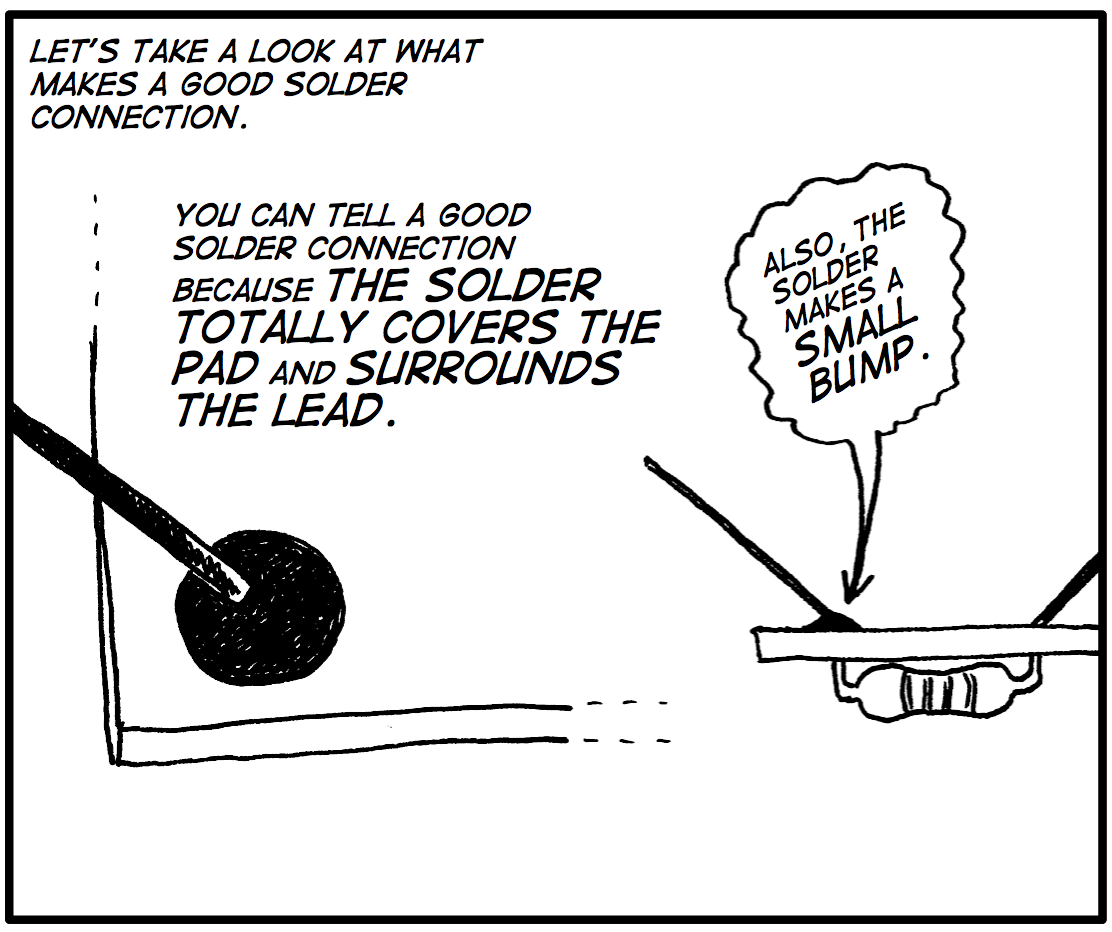 LET'S TAKE A LOOK AT WHAT
MAKES A GOOD SOLDER
CONNECTION.
YOU CAN TELL A GOOD
SOLDER CONNECTION
BECAUSE THE SOLDER
TOTALLY COVERS THE
PAD AND SURROUNDS
THE LEAD.
ALSO, THE
SOLDER
MAKES A
SMALL
BUMP.